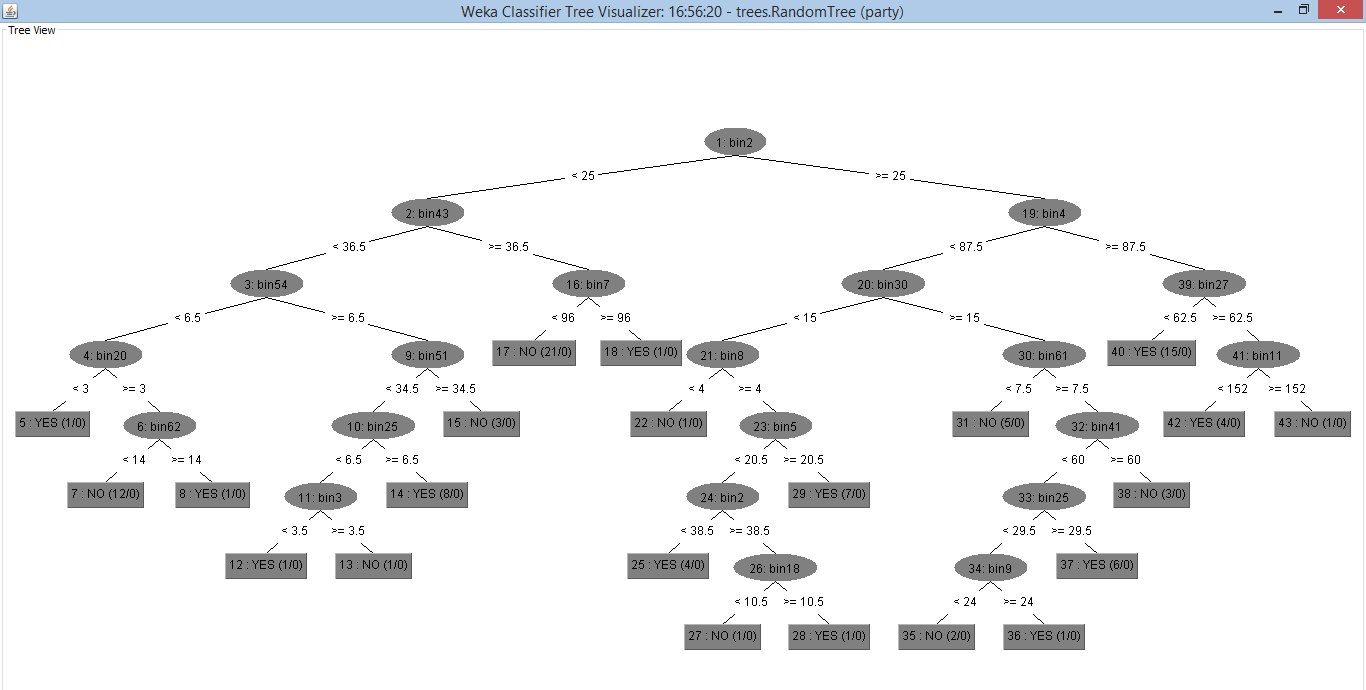 Weka Classifier Tree Visualizer: 16:56:20 - trees.RandomTree (party)
Tree View
1: bin2
< 25
>= 25
2: bin43
19: bin4
< 36.5
>= 36.5
< 87.5
>= 87.5
3: bin54
16: bin7
20: bin30
39: bin27
< 6.5
>= 6.5
< 96
>= 96
< 15
>= 15
< 62.5
>= 62.5
4: bin20
9: bin51
17 : NO (21/0)
18 : YES (1/0)
21: bin8
30: bin61
40 : YES (15/0)
41: bin11
< 3
>= 3
< 34.5
>= 34.5
< 4
>= 4
< 7.5
>= 7.5
< 152
>= 152
5 : YES (1/0)
6: bin62
10: bin25
15 : NO (3/0)
22 : NO (1/0)
23: bin5
31 : NO (5/0)
32: bin41
42 : YES (4/0)
43 : NO (1/0)
< 14
>= 14
< 6.5
>= 6.5
< 20.5
>= 20.5
< 60
>= 60
7 : NO (12/0)
8 : YES (1/0)
11: bin3
14 : YES (8/0)
24: bin2
29 : YES (7/0)
33: bin25
38 : NO (3/0)
< 3.5
>= 3.5
< 38.5
>= 38.5
< 29.5
>= 29.5
12 : YES (1/0)
13 : NO (1/0)
25 : YES (4/0)
26: bin18
34: bin9
37 : YES (6/0)
< 10.5
>= 10.5
< 24
>= 24
27 : NO (1/0)
28 : YES (1/0)
35 : NO (2/0)
36 : YES (1/0)